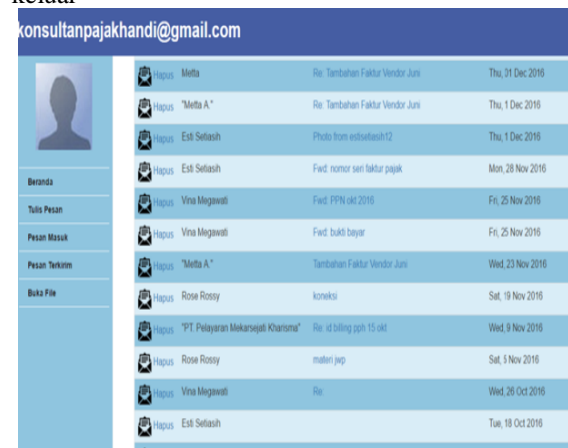 keluar
konsultanpajakhandi@gmail.com
Hapus Metta Re: Tambahan Faktur Vendor Juni Thu, 01 Dec 2016
Hapus "Metta A." Re: Tambahan Faktur Vendor Juni Thu, 1 Dec 2016
Hapus Esti Setiasih Photo from estisetiasih12 Thu, 1 Dec 2016
Hapus Esti Setiasih Fwd: nomor seri faktur pajak Mon, 28 Nov 2016
Beranda
Hapus Vina Megawati Fwd: PPN okt 2016 Fri, 25 Nov 2016
Tulis Pesan
Hapus Vina Megawati Fwd: bukti bayar Fri, 25 Nov 2016
Pesan Masuk
Hapus "Metta A." Tambahan Faktur Vendor Juni Wed, 23 Nov 2016
Pesan Terkirim
Hapus Rose Rossy koneksi Sat, 19 Nov 2016
Buka File
Hapus "PT. Pelayaran Mekarsejati Kharisma" Re: id billing pph 15 okt Wed, 9 Nov 2016
Hapus Rose Rossy materi jwp Sat, 5 Nov 2016
Hapus Vina Megawati Re: Wed, 26 Oct 2016
Hapus Esti Setiasih Tue, 18 Oct 2016